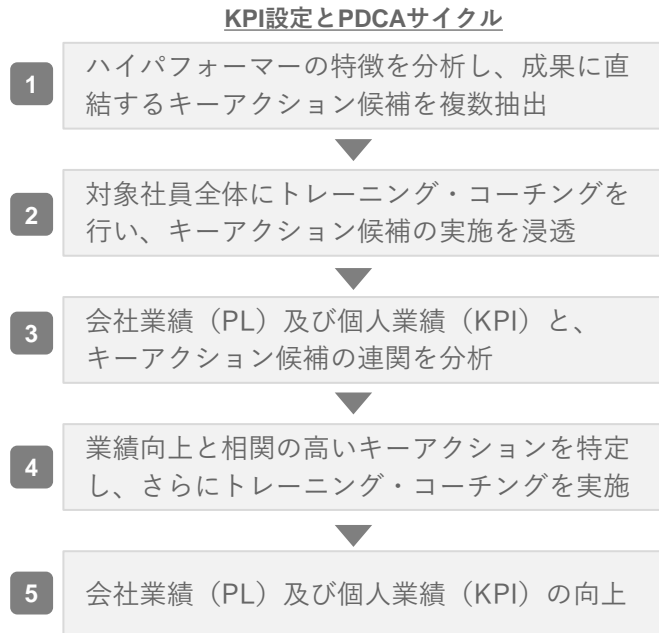 KPI設定とPDCAサイクル
1
ハイパフォーマーの特徴を分析し、成果に直
結するキーアクション候補を複数抽出
2
対象社員全体にトレーニング・コーチングを
行い、キーアクション候補の実施を浸透
3
会社業績（PL）及び個人業績（KPI）と、
キーアクション候補の連関を分析
4
業績向上と相関の高いキーアクションを特定
し、さらにトレーニング・コーチングを実施
5
会社業績（PL）及び個人業績（KPI）の向上